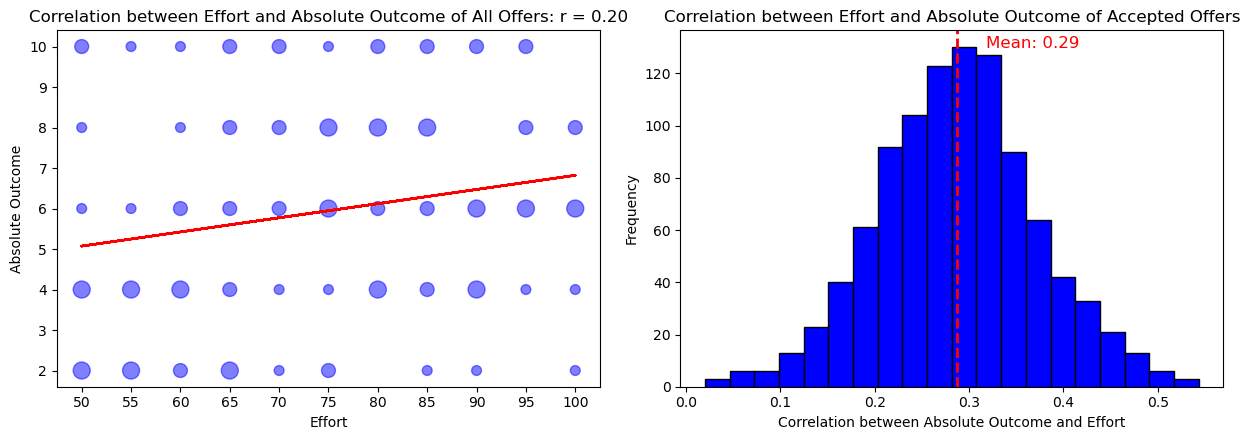 Correlation between Effort and Absolute Outcome of All Offers: r = 0.20
10
9
8
7
6
5
4
3
2
Absolute Outcome
50 55 60 65 70 75 80 85 90 95 100
Effort
Correlation between Effort and Absolute Outcome of Accepted Offers
Mean: 0.29
120
100
80
60
40
20
0
Frequency
0.0 0.1 0.2 0.3 0.4 0.5
Correlation between Absolute Outcome and Effort